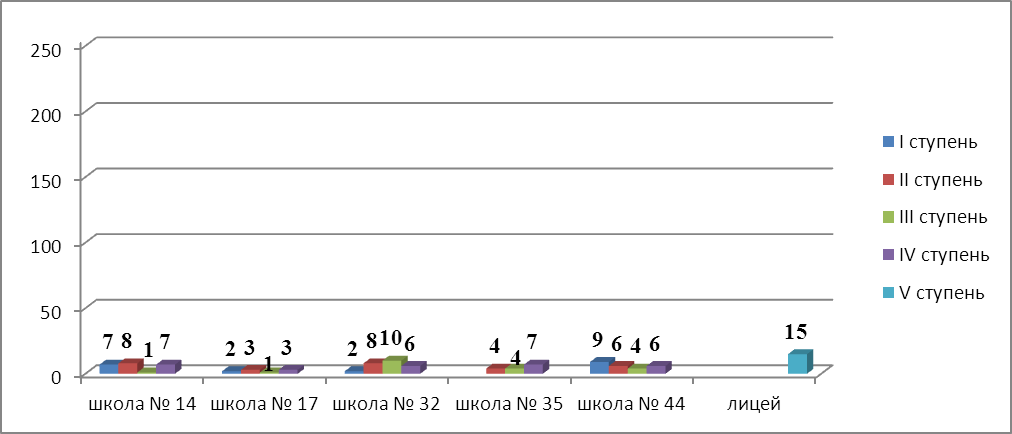 250
200
150
100
50
0
7 8 1 7
2 3 1 3
2 8 10 6
4 4 7
9 6 4 6
15
школа № 14 школа № 17 школа № 32 школа № 35 школа № 44 лицей
I ступень
II ступень
III ступень
IV ступень
V ступень